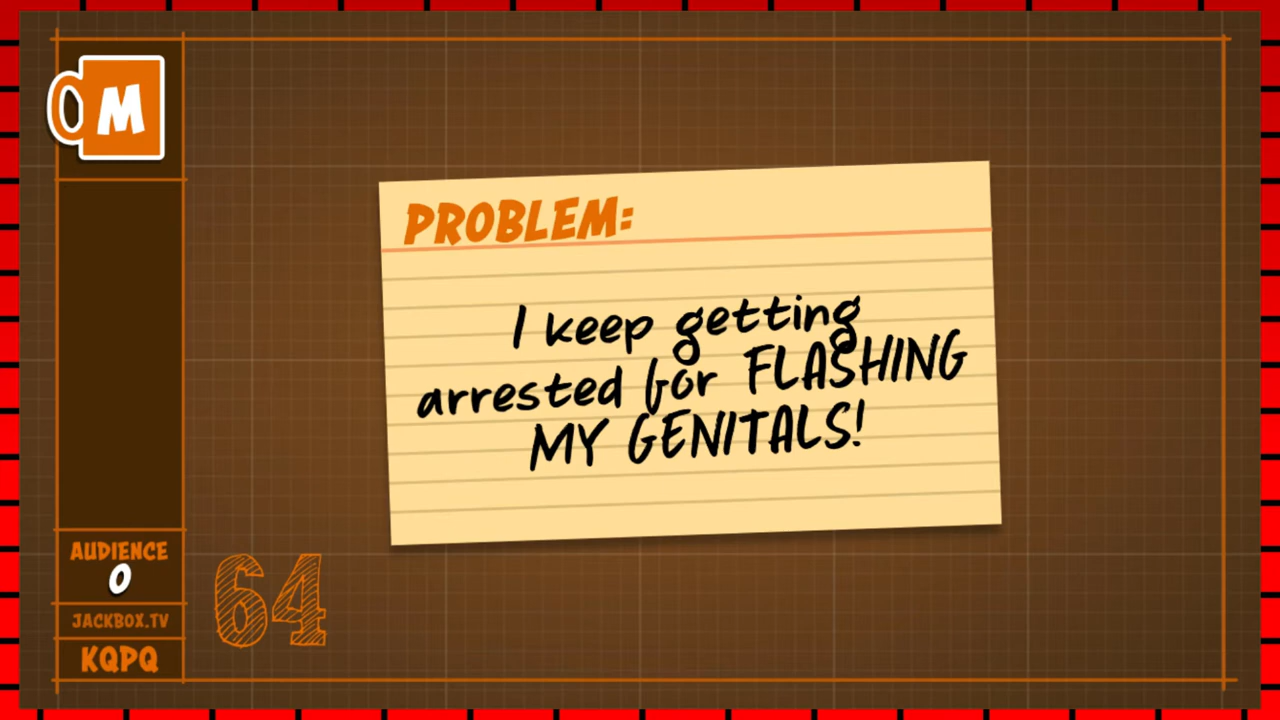 M
PROBLEM:
I keep getting
arrested for FLASHING
MY GENITALS!
AUDIENCE
0
JACKBOX.TV
KQPQ
64